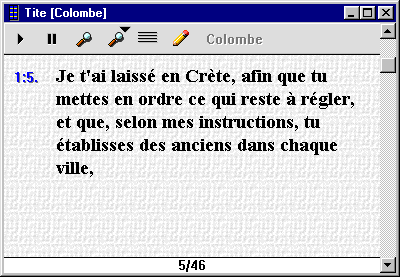 Tite [Colombe]
Colombe
1:5. Je t'ai laissé en Crète, afin que tu
mettes en ordre ce qui reste à régler,
et que, selon mes instructions, tu
établisses des anciens dans chaque
ville,
5/46